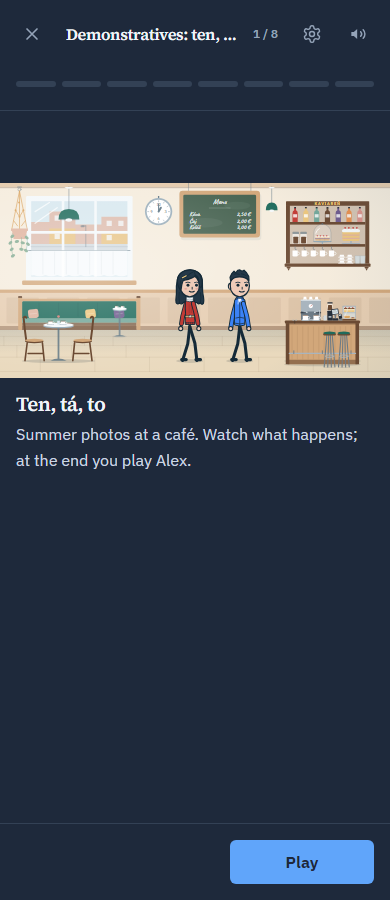 Demonstratives: ten, ...
1 / 8
Menu
Káva 2,50 €
Čaj 2,00 €
Koláč 3,00 €
KAVIAREŇ
Ten, tá, to
Summer photos at a café. Watch what happens;
at the end you play Alex.
Play